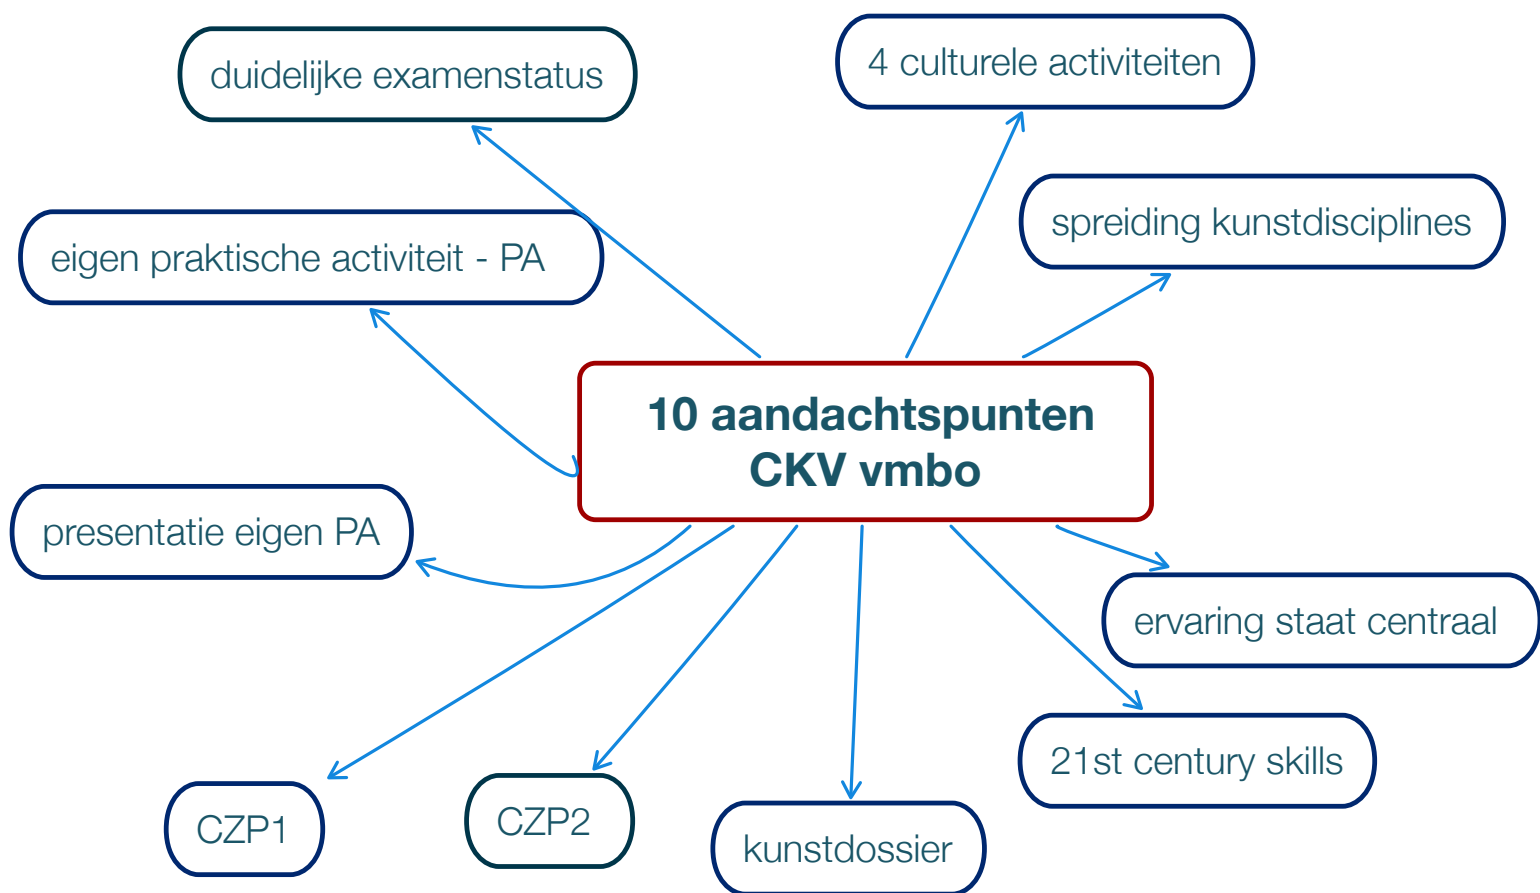 duidelijke examenstatus
4 culturele activiteiten
eigen praktische activiteit - PA
spreiding kunstdisciplines
10 aandachtspunten
CKV vmbo
presentatie eigen PA
ervaring staat centraal
21st century skills
CZP1
CZP2
kunstdossier